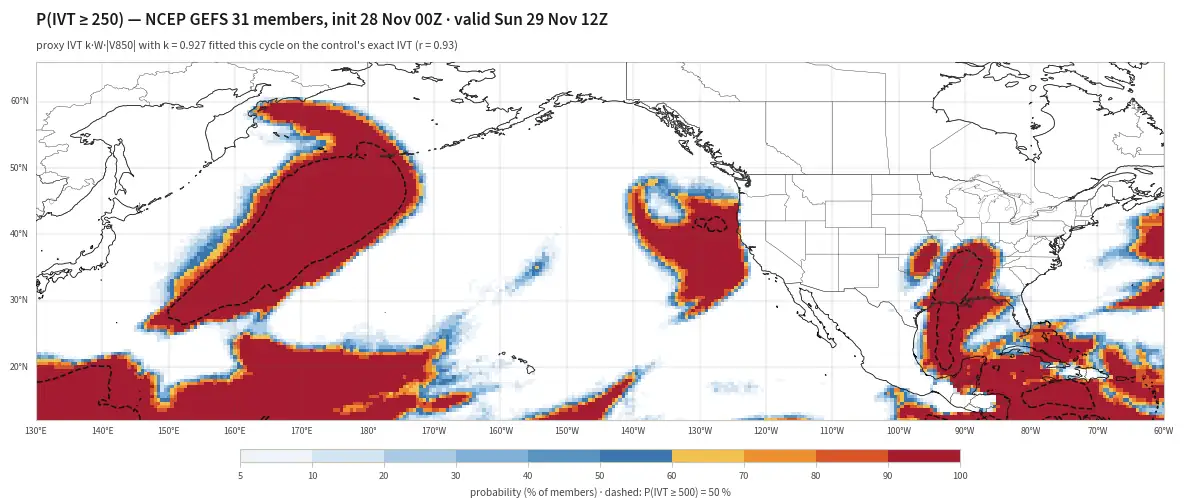 P(IVT ≥ 250) — NCEP GEFS 31 members, init 28 Nov 00Z · valid Sun 29 Nov 12Z
proxy IVT k·W·|V850| with k = 0.927 fitted this cycle on the control's exact IVT (r = 0.93)
60°N
50°N
40°N
30°N
20°N
130°E 140°E 150°E 160°E 170°E 180° 170°W 160°W 150°W 140°W 130°W 120°W 110°W 100°W 90°W 80°W 70°W 60°W
5 10 20 30 40 50 60 70 80 90 100
probability (% of members) · dashed: P(IVT ≥ 500) = 50 %